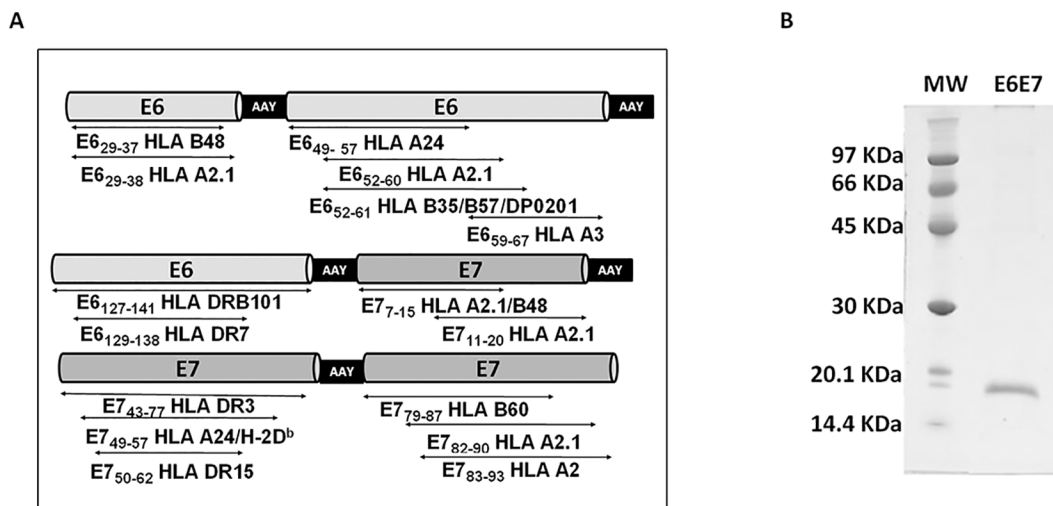 A
E6 AAY E6 AAY
E6₂₉₋₃₇ HLA B48
E6₂₉₋₃₈ HLA A2.1
E6₄₉₋ ₅₇ HLA A24
E6₅₂₋₆₀ HLA A2.1
E6₅₂₋₆₁ HLA B35/B57/DP0201
E6₅₉₋₆₇ HLA A3
E6 AAY E7 AAY
E6₁₂₇₋₁₄₁ HLA DRB101
E6₁₂₉₋₁₃₈ HLA DR7
E7₇₋₁₅ HLA A2.1/B48
E7₁₁₋₂₀ HLA A2.1
E7 AAY E7
E7₄₃₋₇₇ HLA DR3
E7₄₉₋₅₇ HLA A24/H-2Dᵇ
E7₅₀₋₆₂ HLA DR15
E7₇₉₋₈₇ HLA B60
E7₈₂₋₉₀ HLA A2.1
E7₈₃₋₉₃ HLA A2
B
MW E6E7
97 KDa
66 KDa
45 KDa
30 KDa
20.1 KDa
14.4 KDa